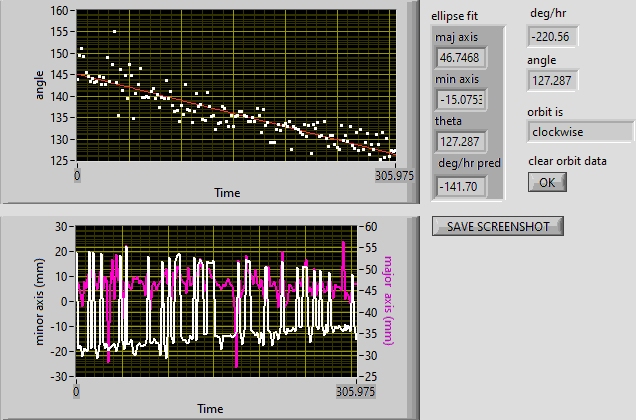 160
155
150
145
140
135
130
125
angle
0
305.975
Time
ellipse fit
maj axis
46.7468
min axis
-15.0753
theta
127.287
deg/hr pred
-141.70
deg/hr
-220.56
angle
127.287
orbit is
clockwise
clear orbit data
OK
SAVE SCREENSHOT
30
20
10
0
-10
-20
-30
minor axis (mm)
60
55
50
45
40
35
30
25
major axis (mm)
0
305.975
Time